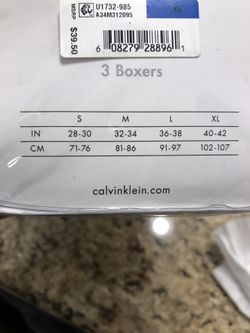 MSRP
$39.50
U1732-985
A34M312095
XL
6 08279 28896 1
3 Boxers
S M L XL
IN 28-30 32-34 36-38 40-42
CM 71-76 81-86 91-97 102-107
calvinklein.com